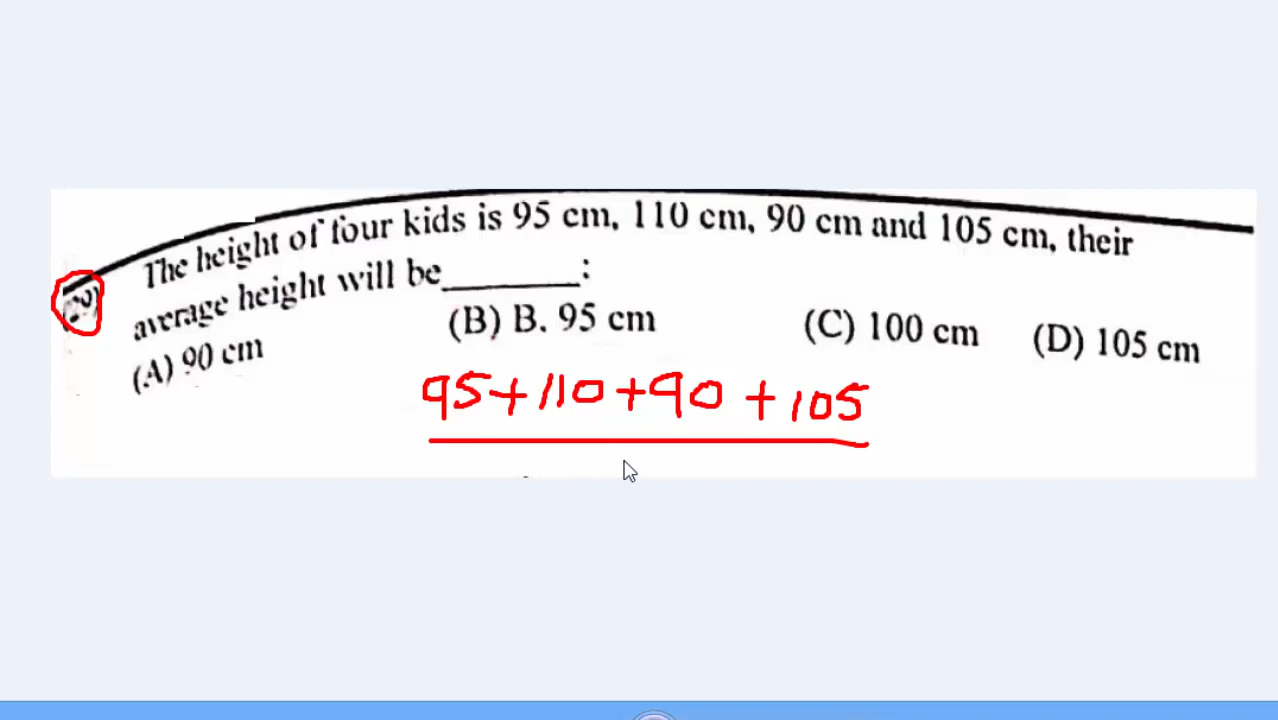 The height of four kids is 95 cm, 110 cm, 90 cm and 105 cm, their
average height will be________:
(A) 90 cm (B) B. 95 cm (C) 100 cm (D) 105 cm
95+110+90+105